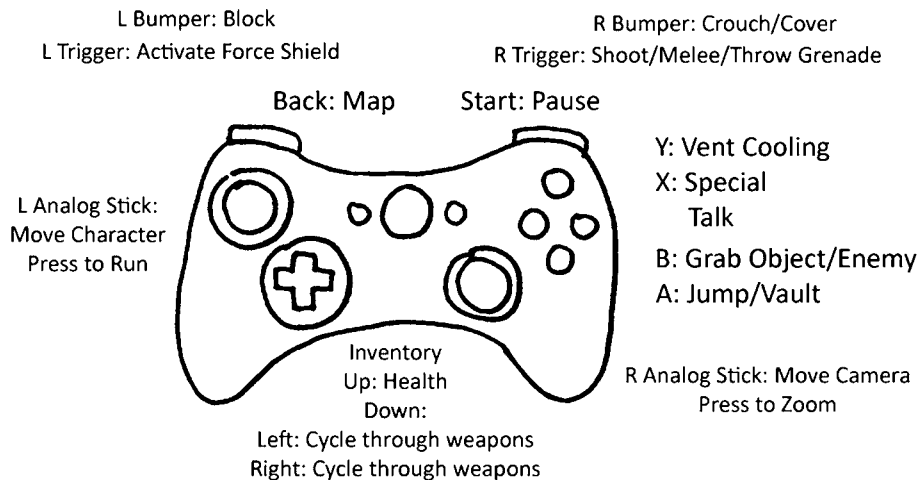 L Bumper: Block
L Trigger: Activate Force Shield
R Bumper: Crouch/Cover
R Trigger: Shoot/Melee/Throw Grenade
Back: Map
Start: Pause
Y: Vent Cooling
X: Special
Talk
B: Grab Object/Enemy
A: Jump/Vault
L Analog Stick:
Move Character
Press to Run
Inventory
Up: Health
Down:
Left: Cycle through weapons
Right: Cycle through weapons
R Analog Stick: Move Camera
Press to Zoom